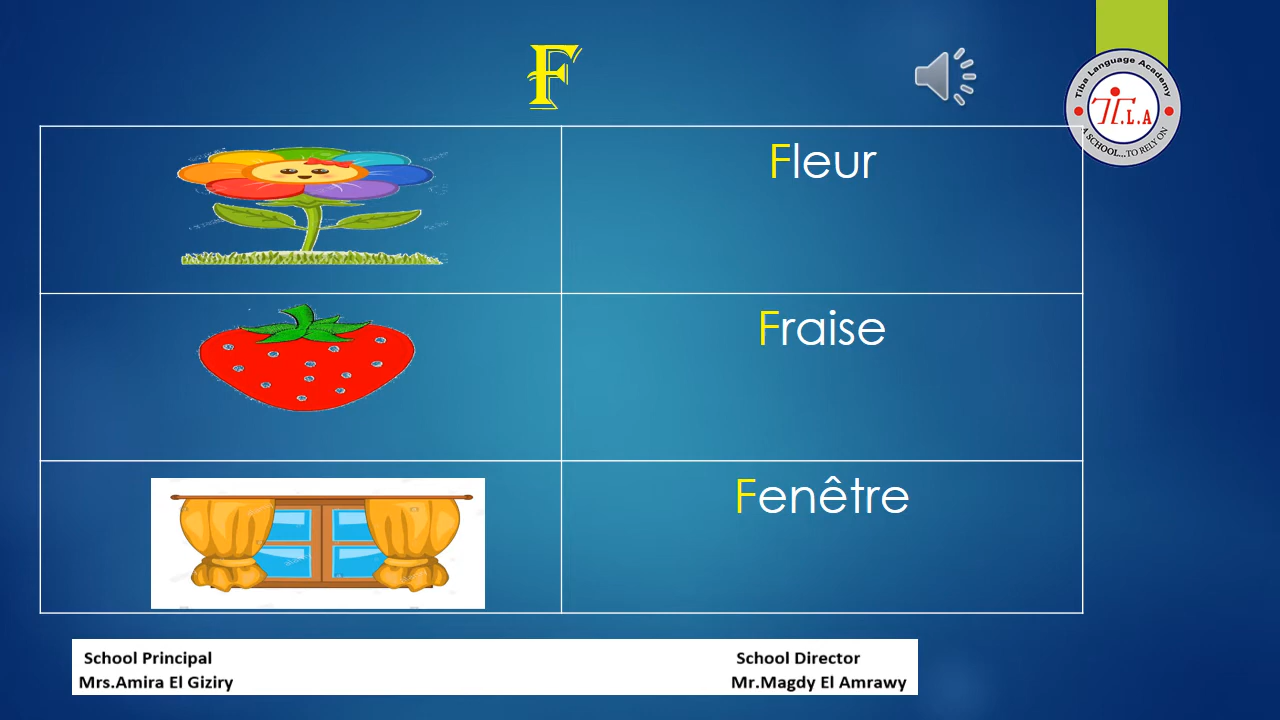 F
Tiba Language Academy
T.L.A
A SCHOOL...TO RELY ON
Fleur
Fraise
Fenêtre
School Principal
School Director
Mrs.Amira El Giziry
Mr.Magdy El Amrawy